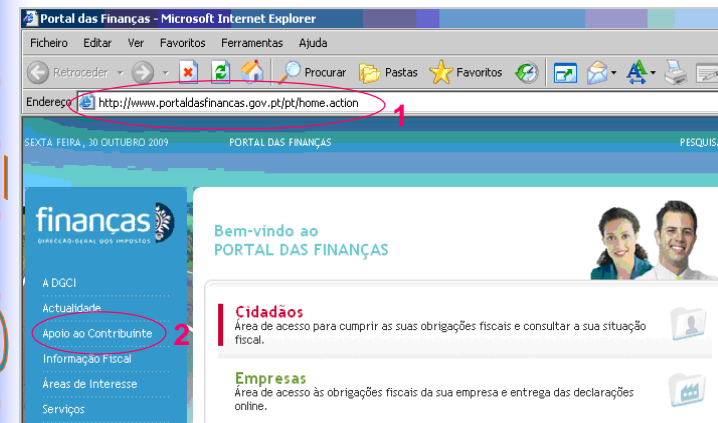 Portal das Finanças - Microsoft Internet Explorer
Ficheiro Editar Ver Favoritos Ferramentas Ajuda
Retroceder Procurar Pastas Favoritos
Endereço http://www.portaldasfinancas.gov.pt/pt/home.action
1
SEXTA FEIRA, 30 OUTUBRO 2009 PORTAL DAS FINANÇAS PESQUIS
finanças
DIRECÇÃO-GERAL DOS IMPOSTOS
Bem-vindo ao
PORTAL DAS FINANÇAS
A DGCI
Actualidade
Apoio ao Contribuinte 2
Informação Fiscal
Áreas de Interesse
Serviços
Cidadãos
Área de acesso para cumprir as suas obrigações fiscais e consultar a sua situação
fiscal.
Empresas
Área de acesso às obrigações fiscais da sua empresa e entrega das declarações
online.